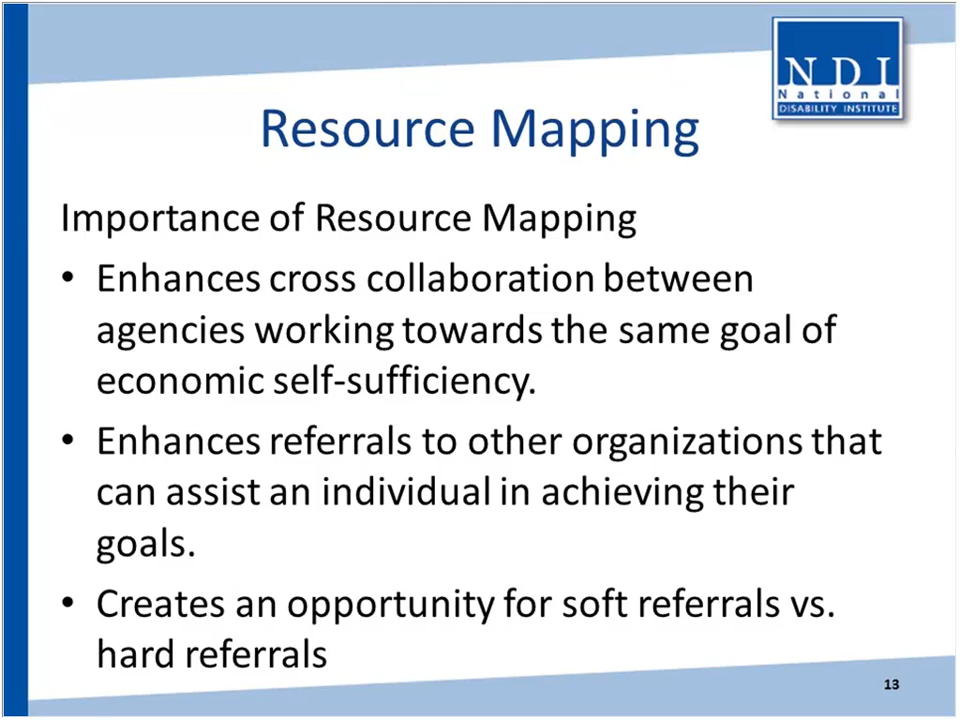 NDI
National
DISABILITY INSTITUTE
Resource Mapping
Importance of Resource Mapping
• Enhances cross collaboration between
agencies working towards the same goal of
economic self-sufficiency.
• Enhances referrals to other organizations that
can assist an individual in achieving their
goals.
• Creates an opportunity for soft referrals vs.
hard referrals
13